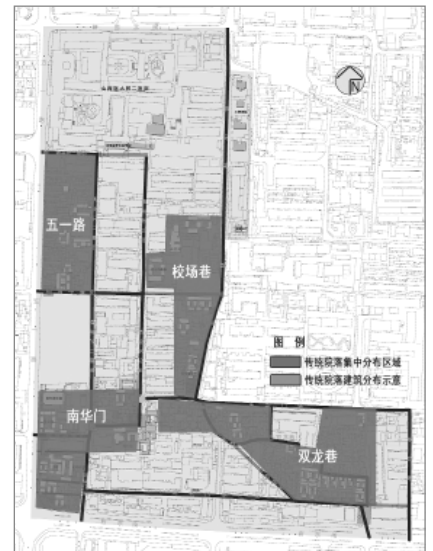 N
五一路
校场巷
图 例
传统院落集中分布区域
传统院落建筑分布示意
南华门
双龙巷